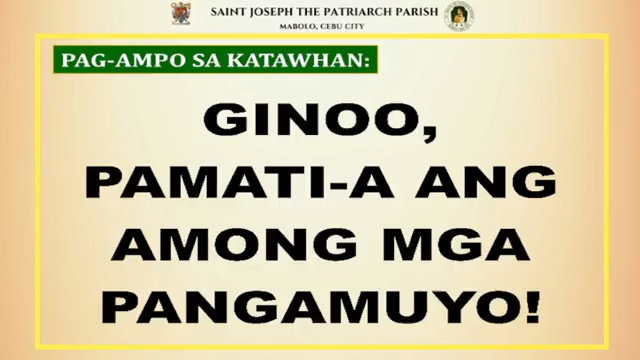 SAINT JOSEPH THE PATRIARCH PARISH
MABOLO, CEBU CITY
PAG-AMPO SA KATAWHAN:
GINOO,
PAMATI-A ANG
AMONG MGA
PANGAMUYO!